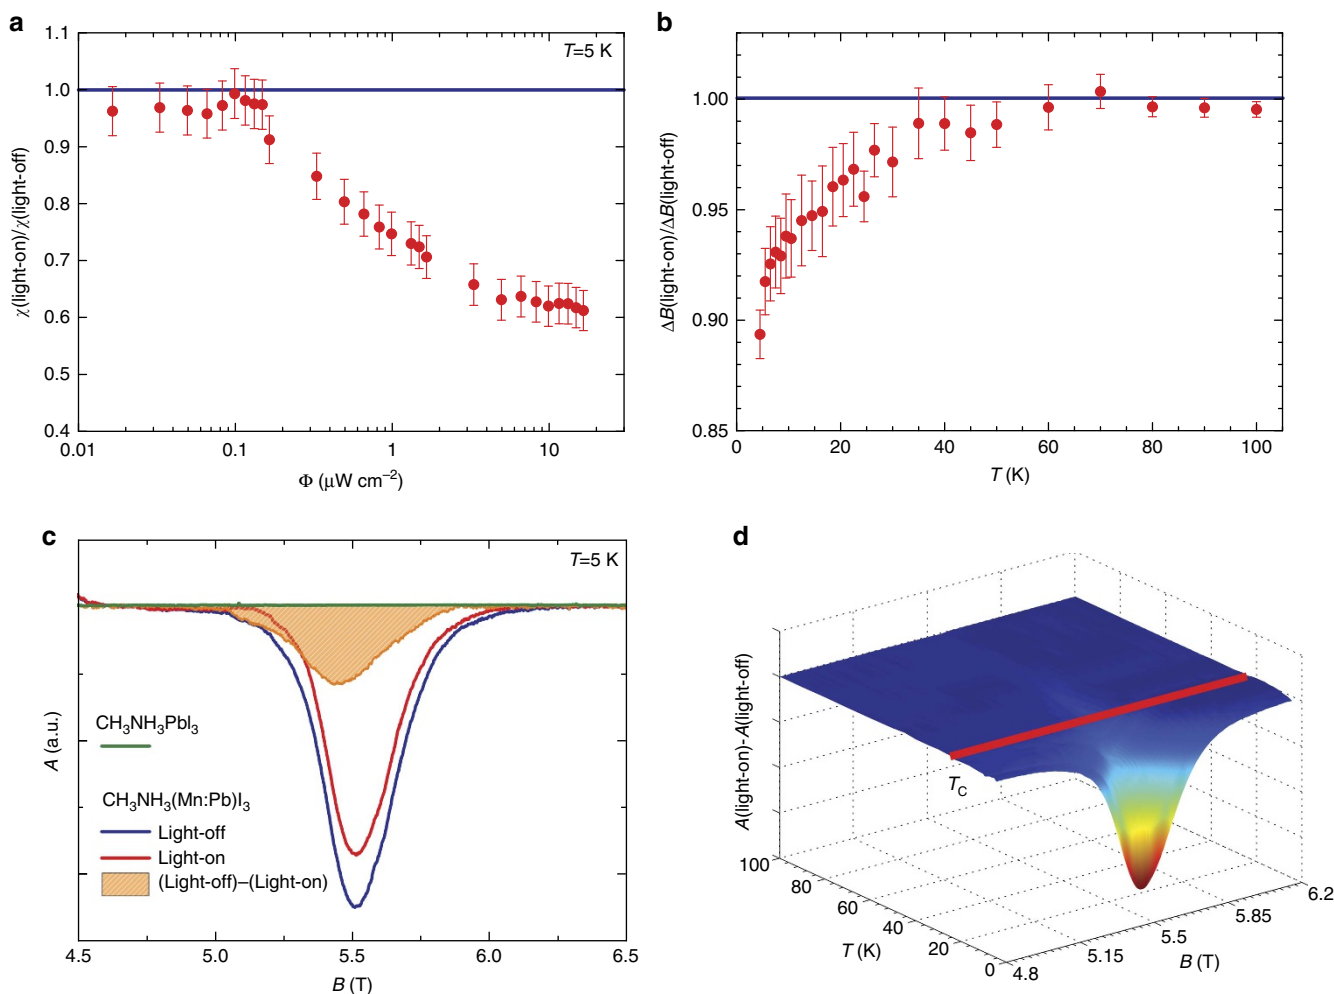 a
1.1
1.0
0.9
0.8
0.7
0.6
0.5
0.4
χ(light-on)/χ(light-off)
T=5 K
0.01
0.1
1
10
Φ (μW cm⁻²)
b
1.00
0.95
0.90
0.85
ΔB(light-on)/ΔB(light-off)
0
20
40
60
80
100
T (K)
c
A (a.u.)
T=5 K
CH₃NH₃PbI₃
CH₃NH₃(Mn:Pb)I₃
Light-off
Light-on
(Light-off)–(Light-on)
4.5
5.0
5.5
6.0
6.5
B (T)
d
A(light-on)-A(light-off)
T_C
100
80
60
40
20
0
T (K)
4.8
5.15
5.5
5.85
6.2
B (T)